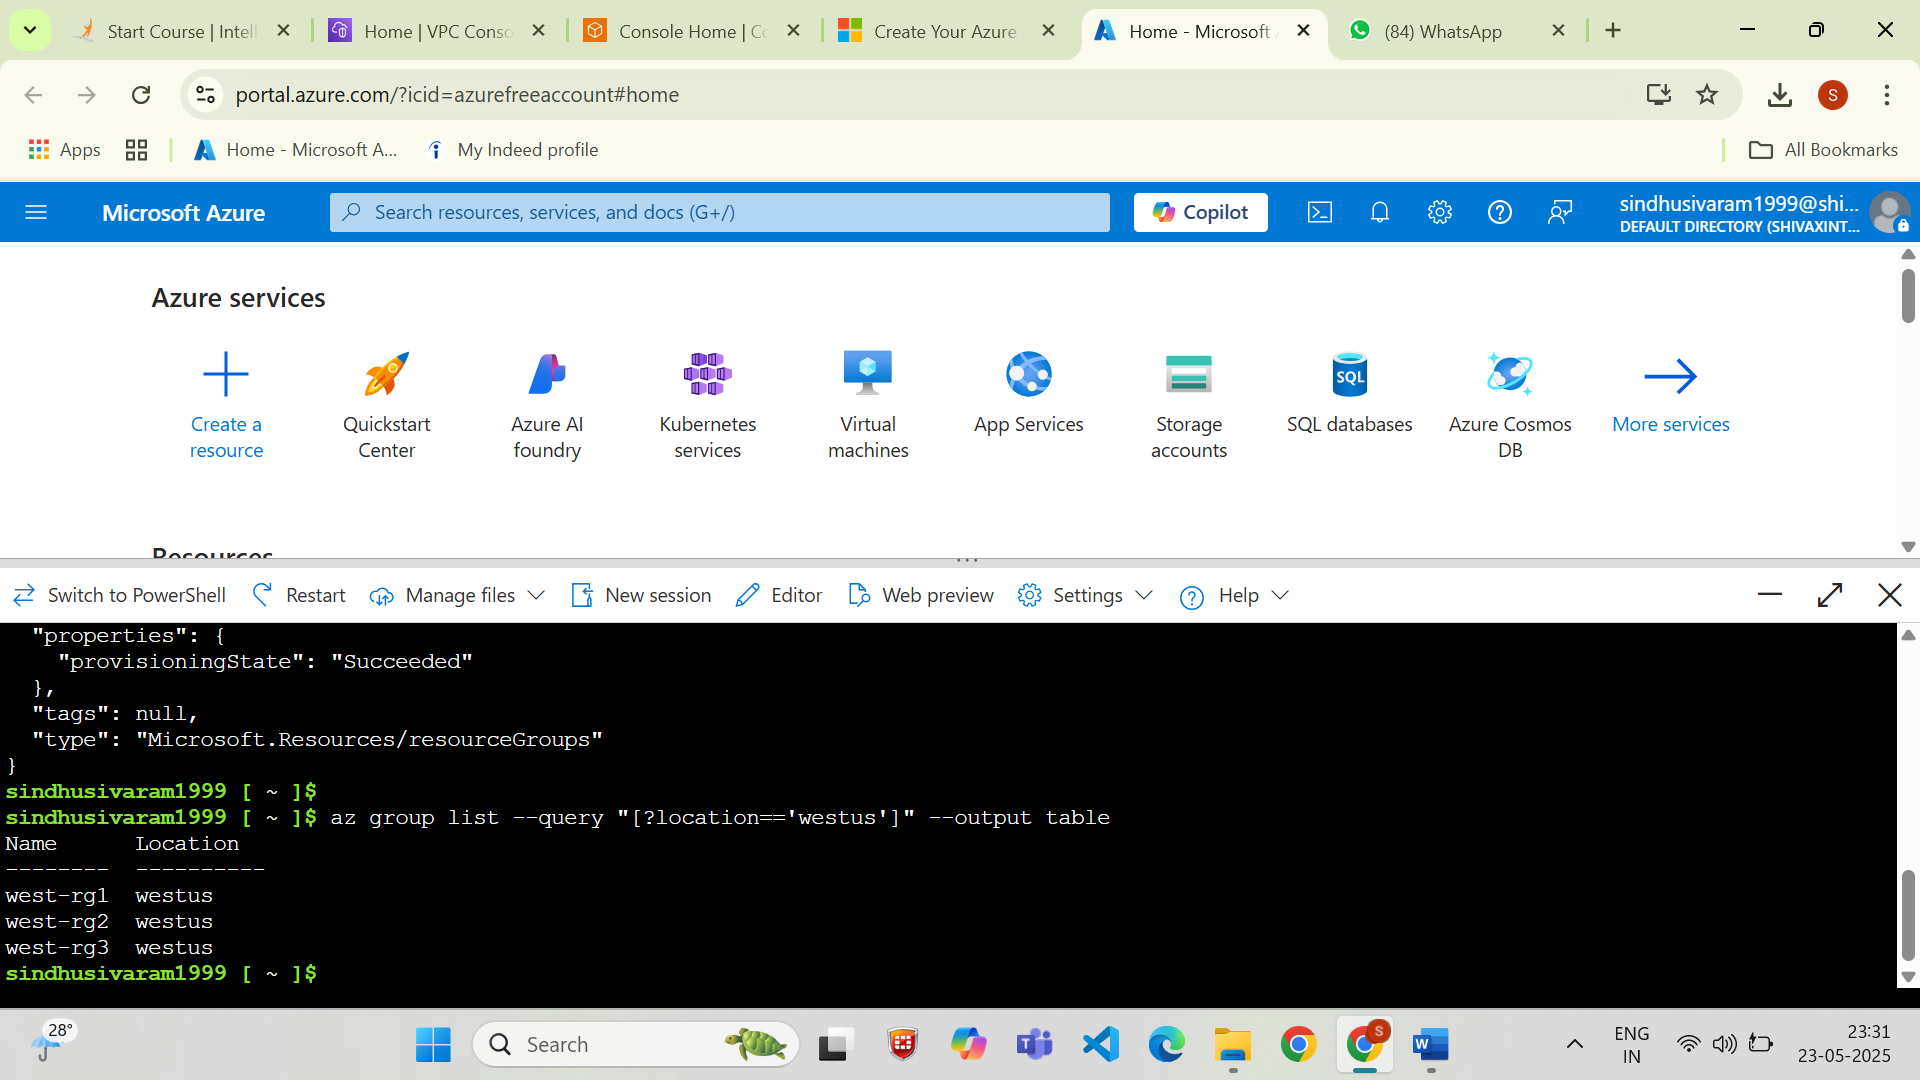 Start Course | Intell
Home | VPC Conso
Console Home | Co
Create Your Azure
Home - Microsoft A
(84) WhatsApp
portal.azure.com/?icid=azurefreeaccount#home
S
Apps
Home - Microsoft A...
My Indeed profile
All Bookmarks
Microsoft Azure
Search resources, services, and docs (G+/)
Copilot
sindhusivaram1999@shi...
DEFAULT DIRECTORY (SHIVAXINT...
Azure services
Create a resource
Quickstart Center
Azure AI foundry
Kubernetes services
Virtual machines
App Services
Storage accounts
SQL
SQL databases
Azure Cosmos DB
More services
Resources
Switch to PowerShell
Restart
Manage files
New session
Editor
Web preview
Settings
Help
"properties": {
"provisioningState": "Succeeded"
},
"tags": null,
"type": "Microsoft.Resources/resourceGroups"
}
sindhusivaram1999 [ ~ ]$
sindhusivaram1999 [ ~ ]$ az group list --query "[?location=='westus']" --output table
Name Location
-------- ----------
west-rg1 westus
west-rg2 westus
west-rg3 westus
sindhusivaram1999 [ ~ ]$
28°
Search
S
W
ENG
IN
23:31
23-05-2025